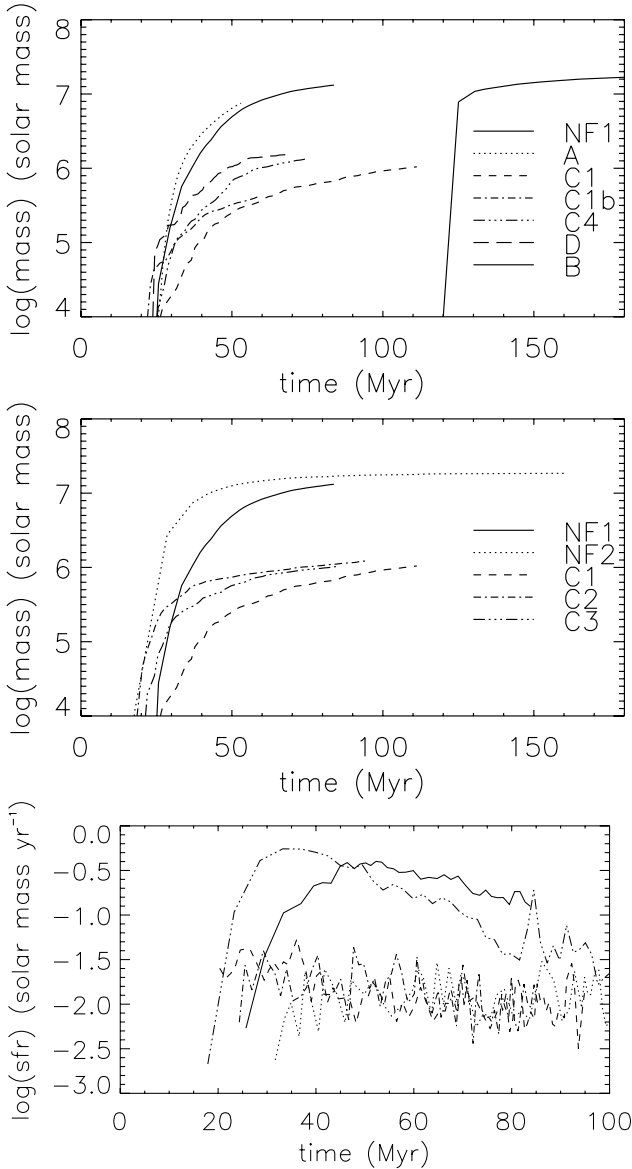 8
7
6
5
4
log(mass) (solar mass)
NF1
A
C1
C1b
C4
D
B
0 50 100 150
time (Myr)
8
7
6
5
4
log(mass) (solar mass)
NF1
NF2
C1
C2
C3
0 50 100 150
time (Myr)
0.0
-0.5
-1.0
-1.5
-2.0
-2.5
-3.0
log(sfr) (solar mass yr⁻¹)
0 20 40 60 80 100
time (Myr)